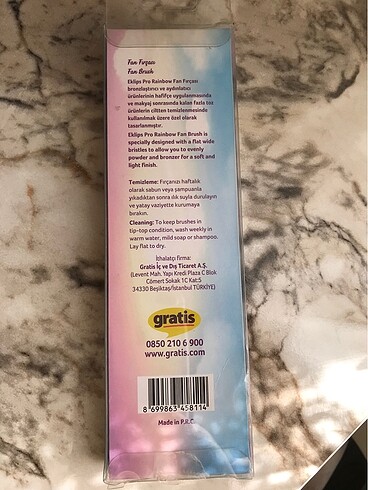 Fan Fırçası
Fan Brush
Eklips Pro Rainbow Fan Fırçası
bronzlaştırıcı ve aydınlatıcı
ürünlerinin hafifçe uygulanmasında
ve makyaj sonrasında kalan fazla toz
ürünlerin ciltten temizlenmesinde
kullanılmak üzere özel olarak
tasarlanmıştır.
Eklips Pro Rainbow Fan Brush is
specially designed with a flat wide
bristles to allow you to evenly
powder and bronzer for a soft and
light finish.
Temizleme: Fırçanızı haftalık
olarak sabun veya şampuanla
yıkadıktan sonra ılık suyla durulayın
ve yatay vaziyette kurumaya
bırakın.
Cleaning: To keep brushes in
tip-top condition, wash weekly in
warm water, mild soap or shampoo.
Lay flat to dry.
İthalatçı firma:
Gratis İç ve Dış Ticaret A.Ş.
(Levent Mah. Yapı Kredi Plaza C Blok
Cömert Sokak 1C Kat:5
34330 Beşiktaş/İstanbul TÜRKİYE)
gratis
0850 210 6 900
www.gratis.com
8 699863 458114
Made in P.R.C.